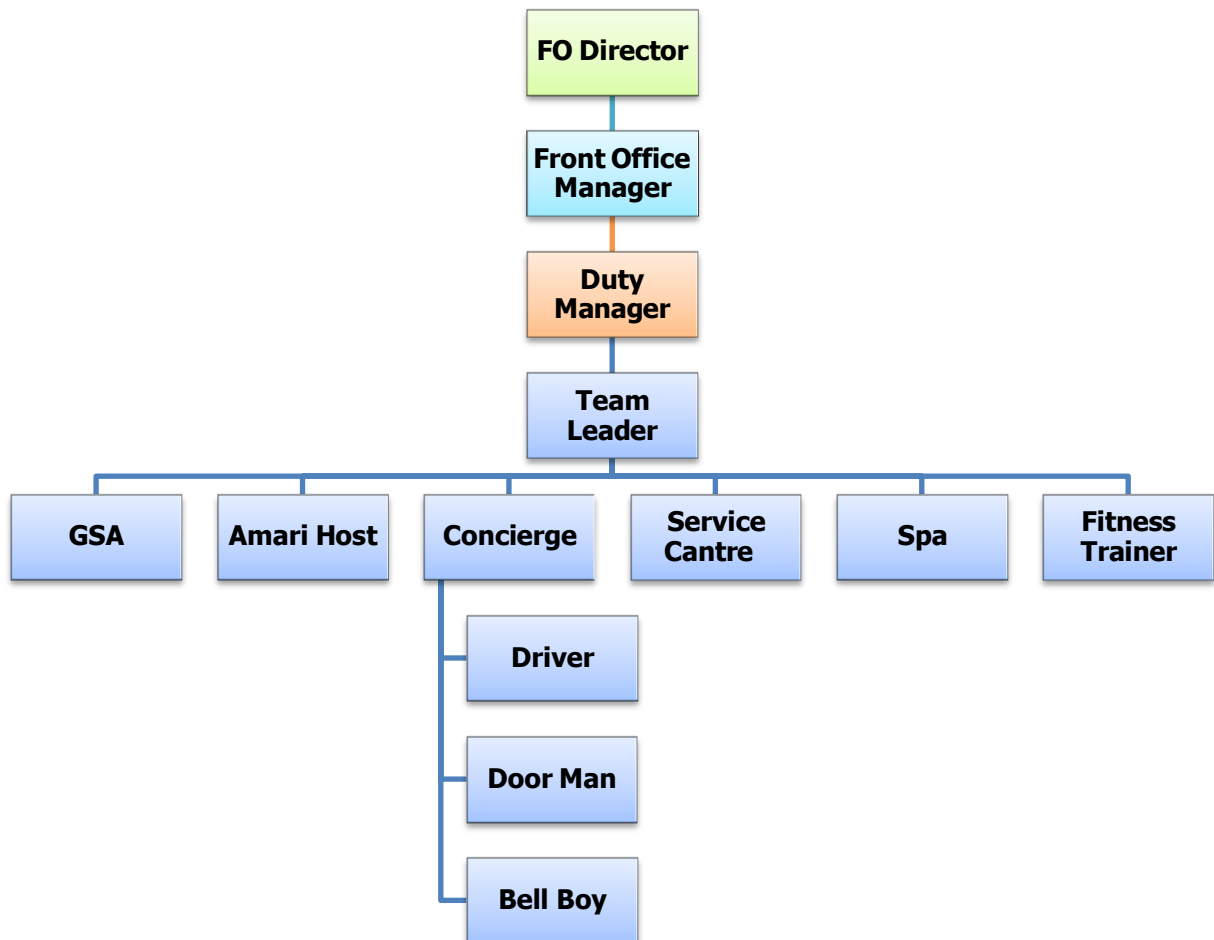 FO Director
Front Office
Manager
Duty
Manager
Team
Leader
GSA
Amari Host
Concierge
Service
Cantre
Spa
Fitness
Trainer
Driver
Door Man
Bell Boy